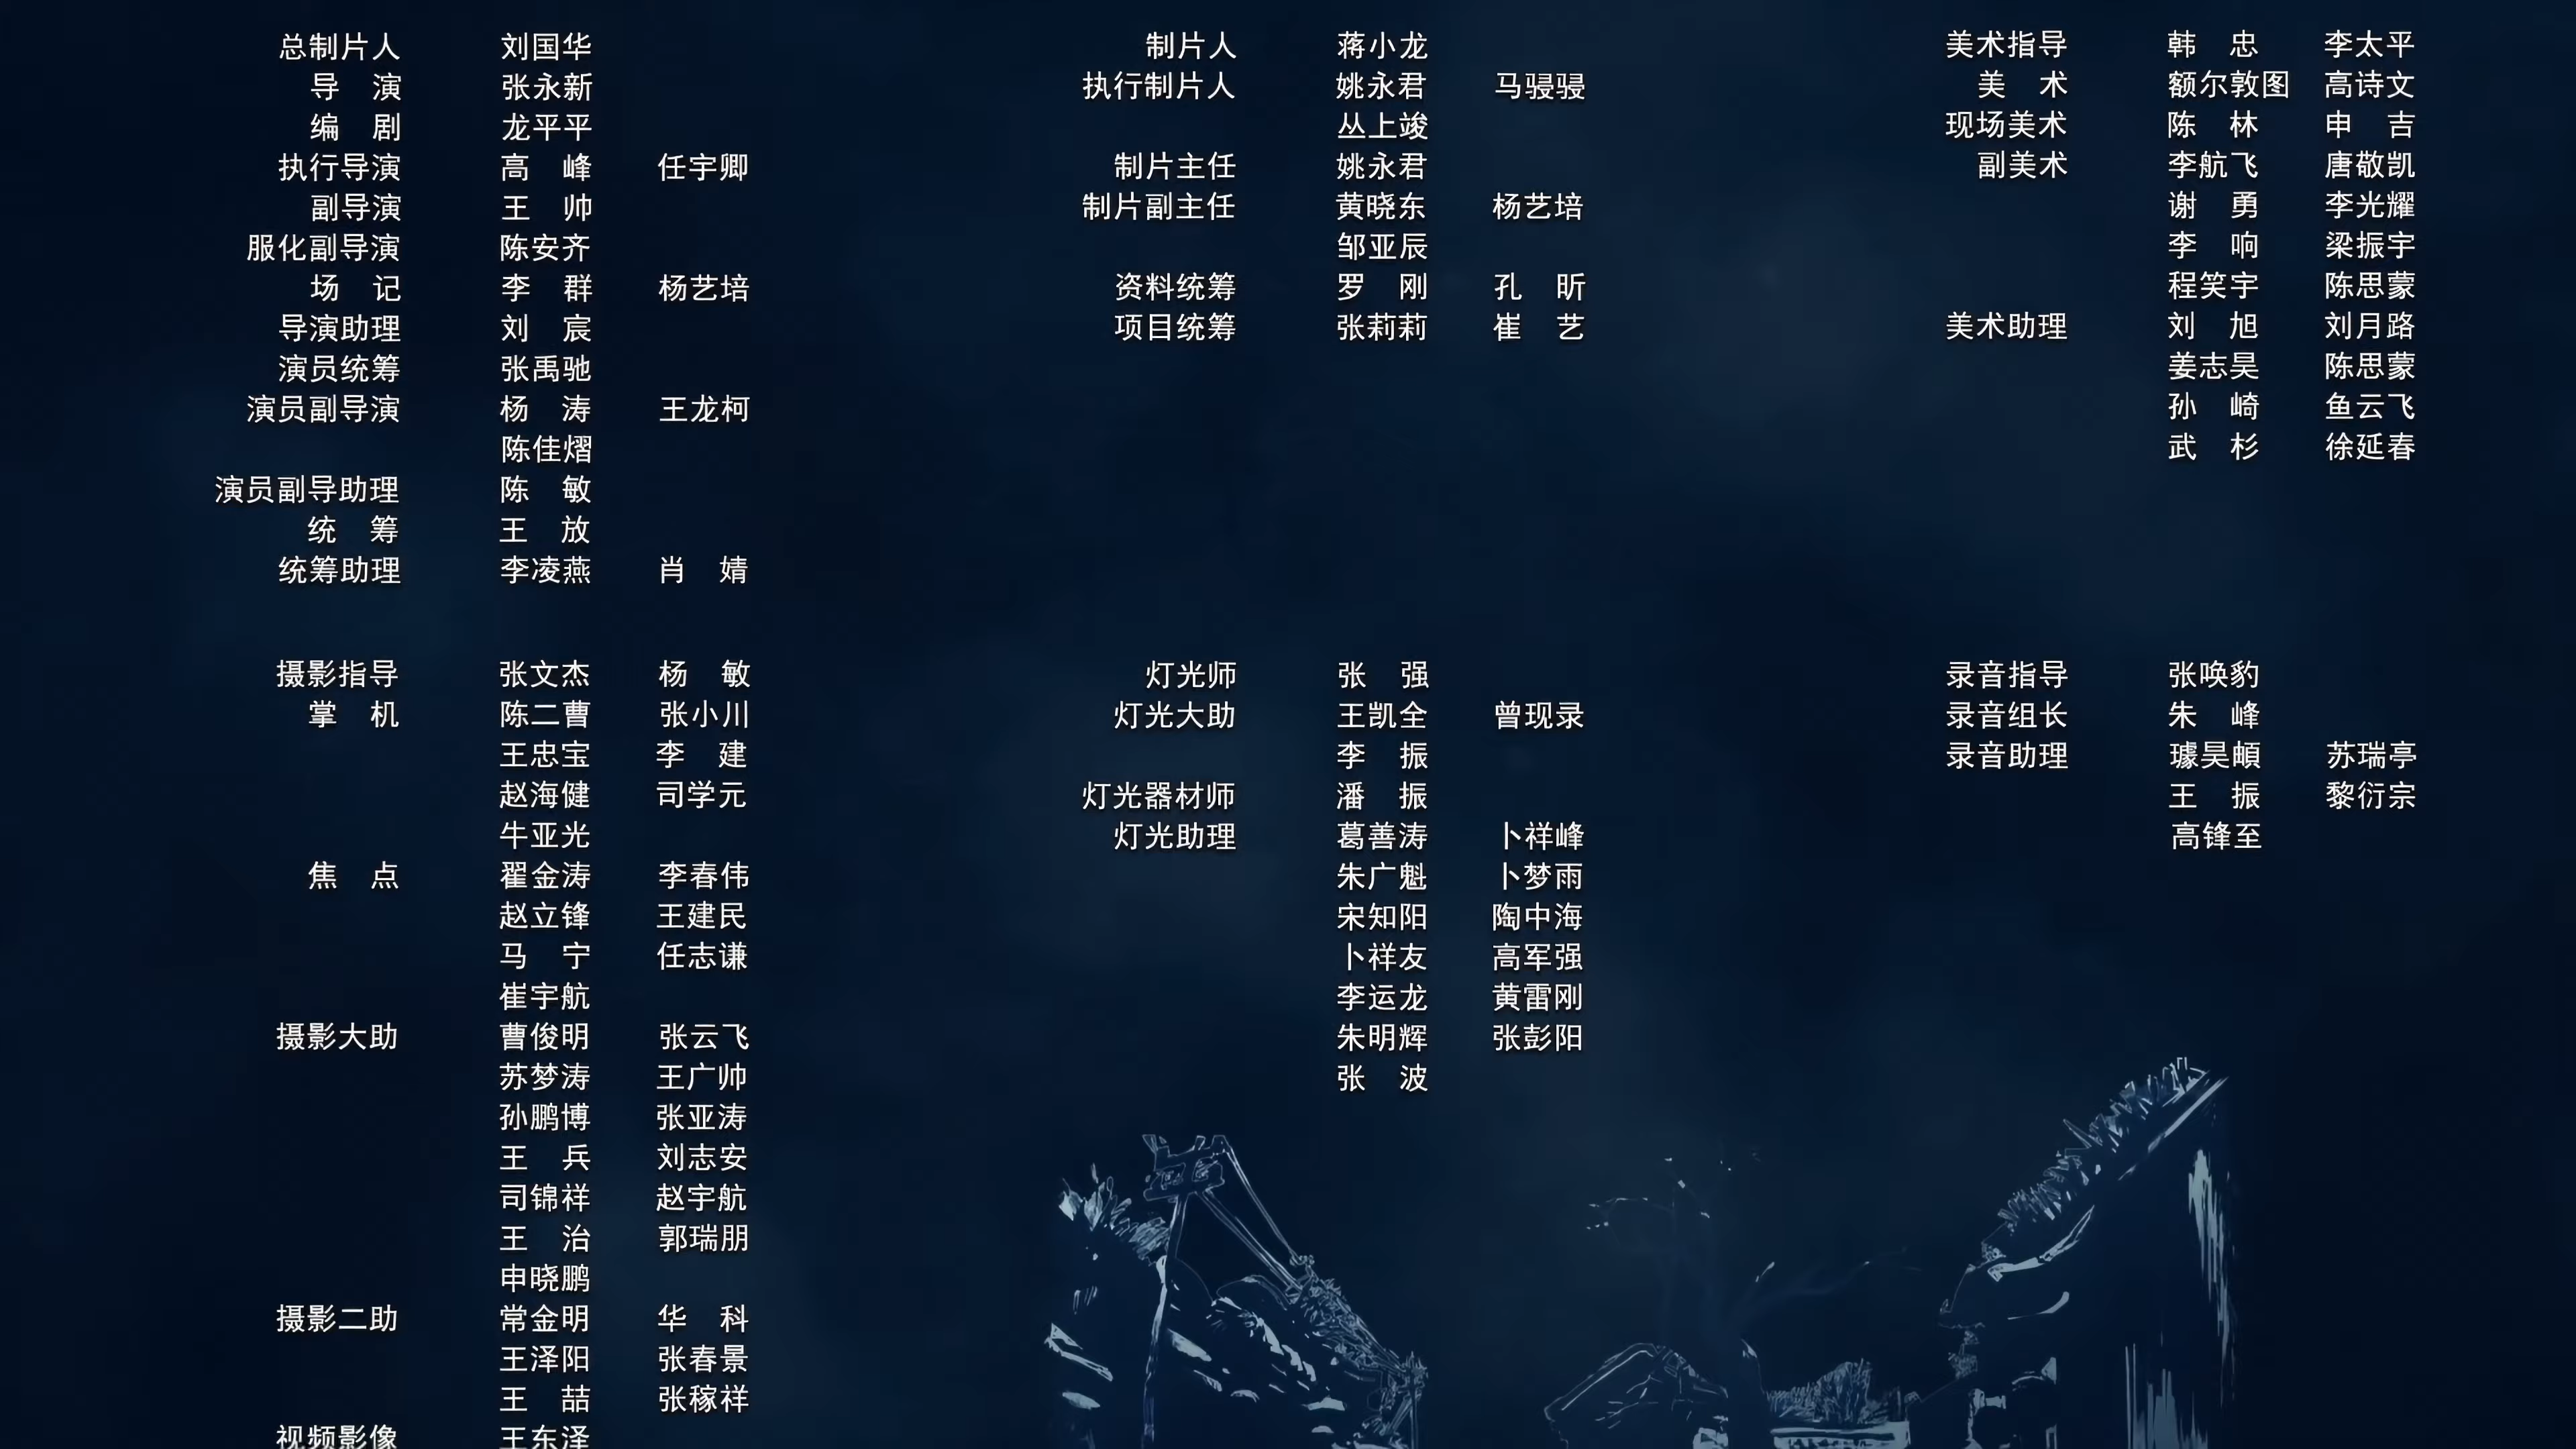 总制片人 刘国华
导 演 张永新
编 剧 龙平平
执行导演 高 峰 任宇卿
副导演 王 帅
服化副导演 陈安齐
场 记 李 群 杨艺培
导演助理 刘 宸
演员统筹 张禹驰
演员副导演 杨 涛 王龙柯
陈佳熠
演员副导助理 陈 敏
统 筹 王 放
统筹助理 李凌燕 肖 婧
制片人 蒋小龙
执行制片人 姚永君 马骎骎
丛上竣
制片主任 姚永君
制片副主任 黄晓东 杨艺培
邹亚辰
资料统筹 罗 刚 孔 昕
项目统筹 张莉莉 崔 艺
美术指导 韩 忠 李太平
美 术 额尔敦图 高诗文
现场美术 陈 林 申 吉
副美术 李航飞 唐敬凯
谢 勇 李光耀
李 响 梁振宇
程笑宇 陈思蒙
美术助理 刘 旭 刘月路
姜志昊 陈思蒙
孙 崎 鱼云飞
武 杉 徐延春
摄影指导 张文杰 杨 敏
掌 机 陈二曹 张小川
王忠宝 李 建
赵海健 司学元
牛亚光
焦 点 翟金涛 李春伟
赵立锋 王建民
马 宁 任志谦
崔宇航
摄影大助 曹俊明 张云飞
苏梦涛 王广帅
孙鹏博 张亚涛
王 兵 刘志安
司锦祥 赵宇航
王 治 郭瑞朋
申晓鹏
摄影二助 常金明 华 科
王泽阳 张春景
王 喆 张稼祥
视频影像 王东泽
灯光师 张 强
灯光大助 王凯全 曾现录
李 振
灯光器材师 潘 振
灯光助理 葛善涛 卜祥峰
朱广魁 卜梦雨
宋知阳 陶中海
卜祥友 高军强
李运龙 黄雷刚
朱明辉 张彭阳
张 波
录音指导 张唤豹
录音组长 朱 峰
录音助理 苏瑞亭
王 振 黎衍宗
高锋至